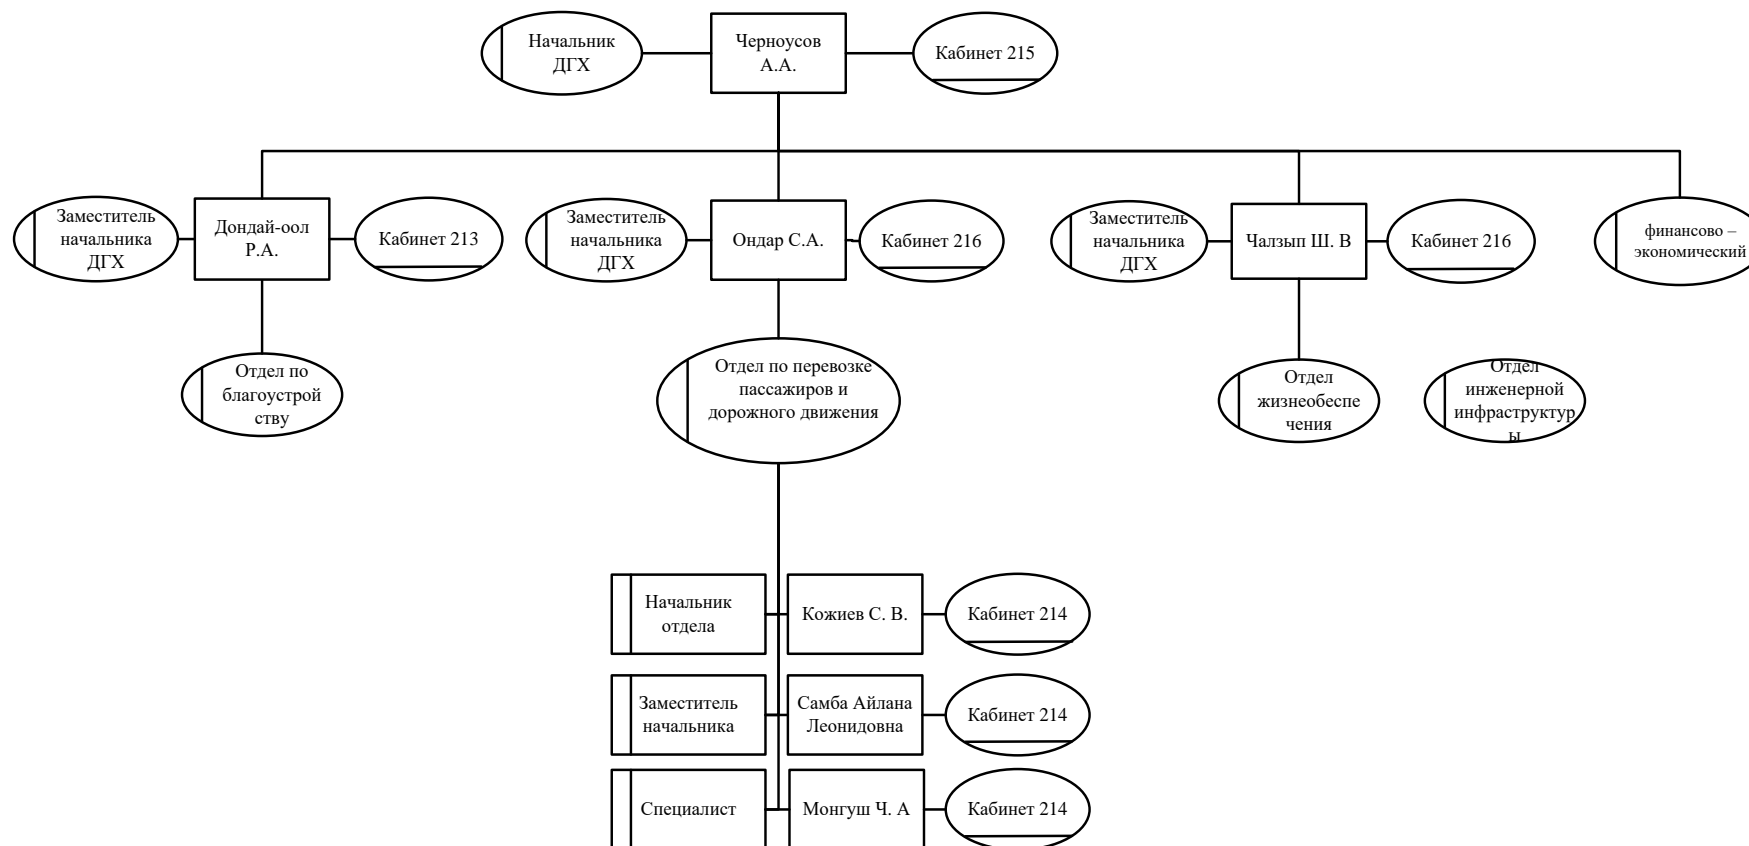 Начальник
ДГХ
Черноусов
А.А.
Кабинет 215
Заместитель
начальника
ДГХ
Дондай-оол
Р.А.
Кабинет 213
Заместитель
начальника
ДГХ
Ондар С.А.
Кабинет 216
Заместитель
начальника
ДГХ
Чалзып Ш. В
Кабинет 216
финансово –
экономический
Отдел по
благоустрой
ству
Отдел по перевозке
пассажиров и
дорожного движения
Отдел
жизнеобеспе
чения
Отдел
инженерной
инфраструктур
ы
Начальник
отдела
Кожиев С. В.
Кабинет 214
Заместитель
начальника
Самба Айлана
Леонидовна
Кабинет 214
Специалист
Монгуш Ч. А
Кабинет 214